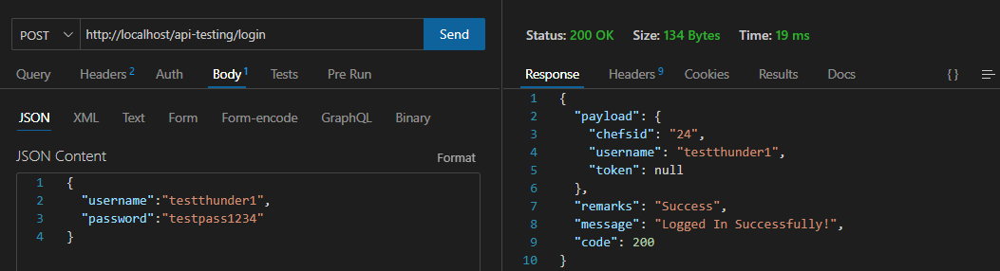 POST http://localhost/api-testing/login Send
Query Headers 2 Auth Body 1 Tests Pre Run
JSON XML Text Form Form-encode GraphQL Binary
JSON Content Format
1 {
2 "username":"testthunder1",
3 "password":"testpass1234"
4 }
Status: 200 OK Size: 134 Bytes Time: 19 ms
Response Headers 9 Cookies Results Docs { }
1 {
2 "payload": {
3 "chefsid": "24",
4 "username": "testthunder1",
5 "token": null
6 },
7 "remarks": "Success",
8 "message": "Logged In Successfully!",
9 "code": 200
10 }